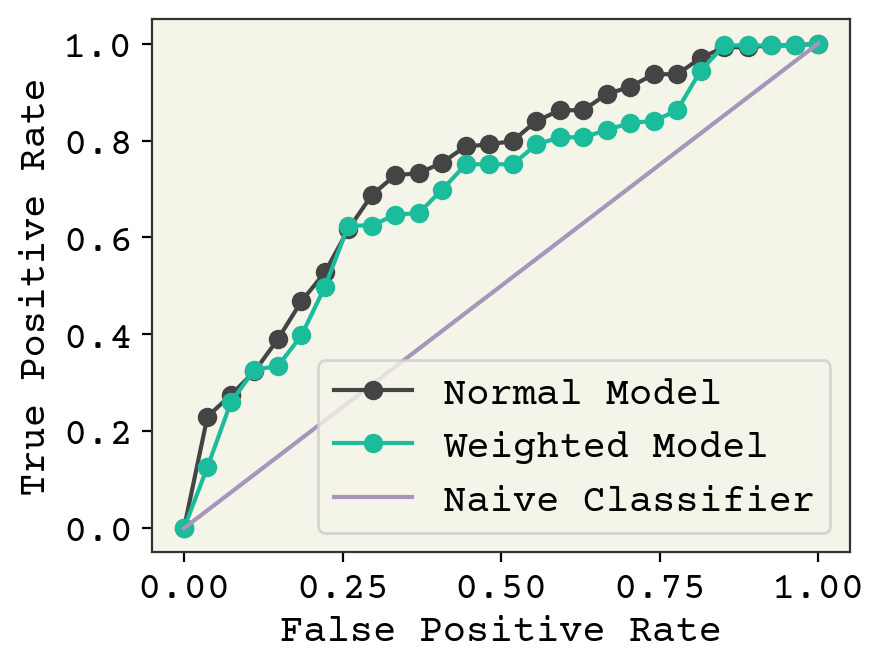 True Positive Rate
1.0
0.8
0.6
0.4
0.2
0.0
Normal Model
Weighted Model
Naive Classifier
0.00 0.25 0.50 0.75 1.00
False Positive Rate